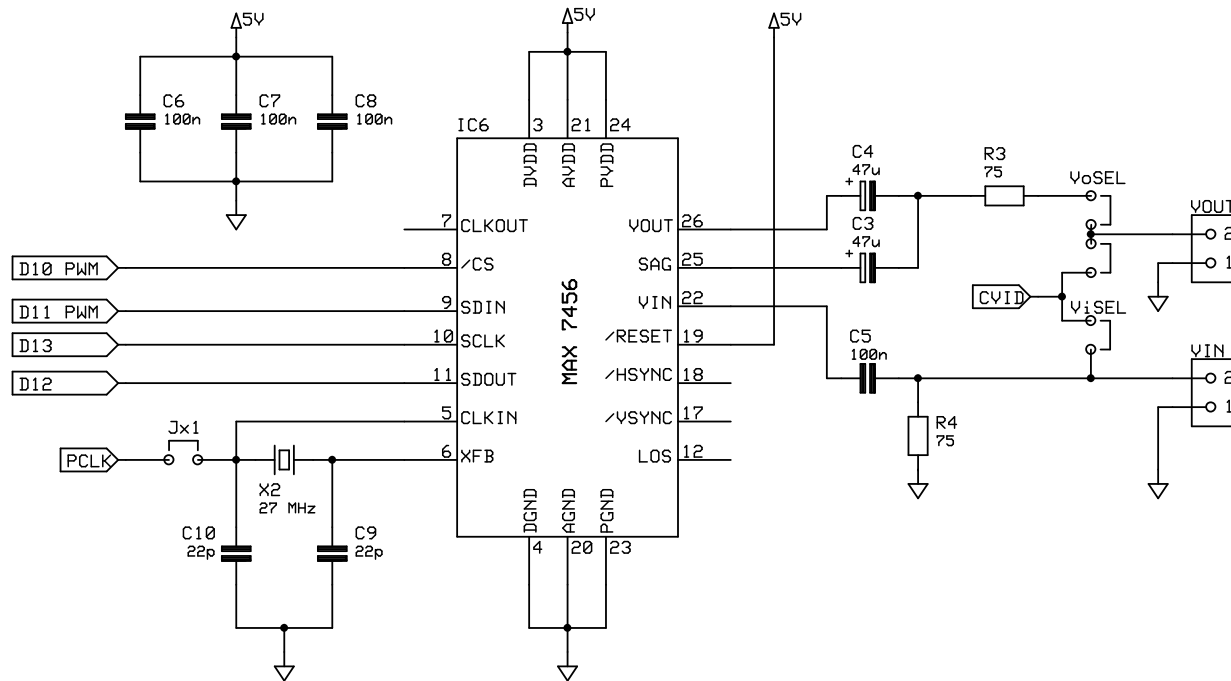 5V
5V
5V
C6
100n
C7
100n
C8
100n
IC6
3
21
24
DVDD
AVDD
PVDD
7
CLKOUT
D10 PWM
8
/CS
D11 PWM
9
SDIN
D13
10
SCLK
D12
11
SDOUT
5
CLKIN
PCLK
Jx1
6
XFB
X2
27 MHz
C10
22p
C9
22p
MAX 7456
VOUT
26
SAG
25
VIN
22
/RESET
19
/HSYNC
18
/VSYNC
17
LOS
12
DGND
AGND
PGND
4
20
23
C4
+
47u
C3
+
47u
C5
100n
R3
75
R4
75
VoSEL
CVID
ViSEL
VOUT
2
1
VIN
2
1